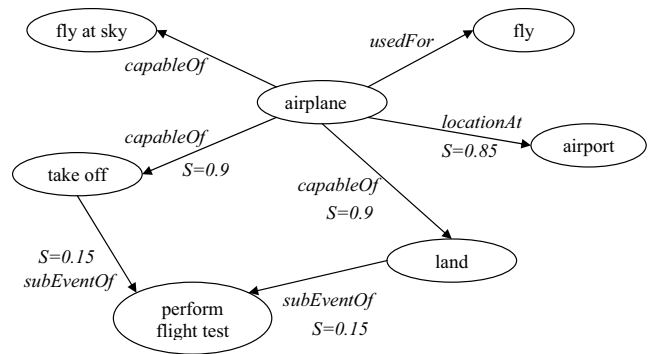 fly at sky
fly
usedFor
capableOf
airplane
locationAt
capableOf
S=0.85
airport
S=0.9
take off
capableOf
S=0.9
S=0.15
land
subEventOf
perform
subEventOf
flight test
S=0.15